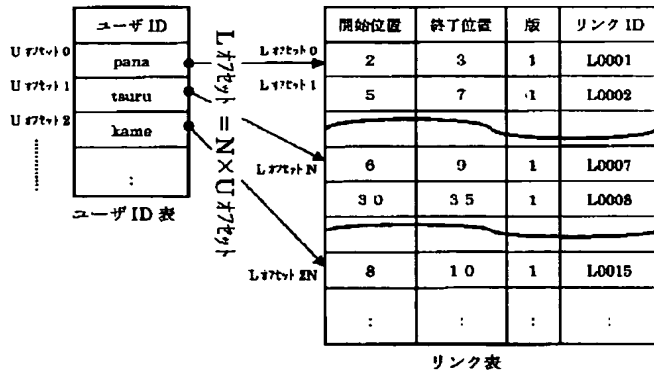 ユーザID
Uオフセット0
pana
Uオフセット1
tsuru
Uオフセット2
kame
:
ユーザID表
Lオフセット=N×Uオフセット
開始位置 終了位置 版 リンクID
Lオフセット0
2 3 1 L0001
Lオフセット1
5 7 1 L0002
LオフセットN
6 9 1 L0007
30 35 1 L0008
Lオフセット2N
8 10 1 L0015
: : : :
リンク表